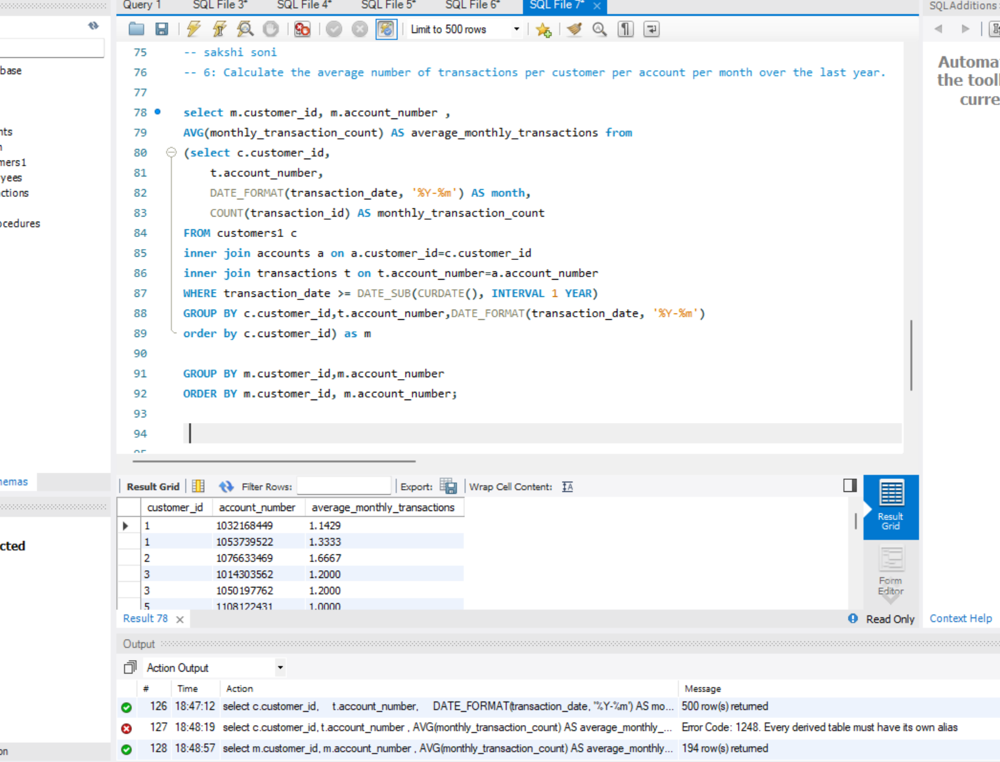 Query 1 SQL File 3* SQL File 4* SQL File 5* SQL File 6* SQL File 7* ×
SQLAdditions
Limit to 500 rows
base
nts
mers1
yees
ctions
ocedures
hemas
cted
on
Automa
the tool
curre
75 -- sakshi soni
76 -- 6: Calculate the average number of transactions per customer per account per month over the last year.
77
78 select m.customer_id, m.account_number ,
79 AVG(monthly_transaction_count) AS average_monthly_transactions from
80 (select c.customer_id,
81 t.account_number,
82 DATE_FORMAT(transaction_date, '%Y-%m') AS month,
83 COUNT(transaction_id) AS monthly_transaction_count
84 FROM customers1 c
85 inner join accounts a on a.customer_id=c.customer_id
86 inner join transactions t on t.account_number=a.account_number
87 WHERE transaction_date >= DATE_SUB(CURDATE(), INTERVAL 1 YEAR)
88 GROUP BY c.customer_id,t.account_number,DATE_FORMAT(transaction_date, '%Y-%m')
89 order by c.customer_id) as m
90
91 GROUP BY m.customer_id,m.account_number
92 ORDER BY m.customer_id, m.account_number;
93
94
Result Grid Filter Rows: Export: Wrap Cell Content:
customer_id account_number average_monthly_transactions
1 1032168449 1.1429
1 1053739522 1.3333
2 1076633469 1.6667
3 1014303562 1.2000
3 1050197762 1.2000
5 1108122431 1.0000
Result
Grid
Form
Editor
Result 78 × Read Only Context Help
Output
Action Output
# Time Action Message
126 18:47:12 select c.customer_id, t.account_number, DATE_FORMAT(transaction_date, '%Y-%m') AS mo... 500 row(s) returned
127 18:48:19 select c.customer_id, t.account_number , AVG(monthly_transaction_count) AS average_monthly_... Error Code: 1248. Every derived table must have its own alias
128 18:48:57 select m.customer_id, m.account_number , AVG(monthly_transaction_count) AS average_monthly... 194 row(s) returned